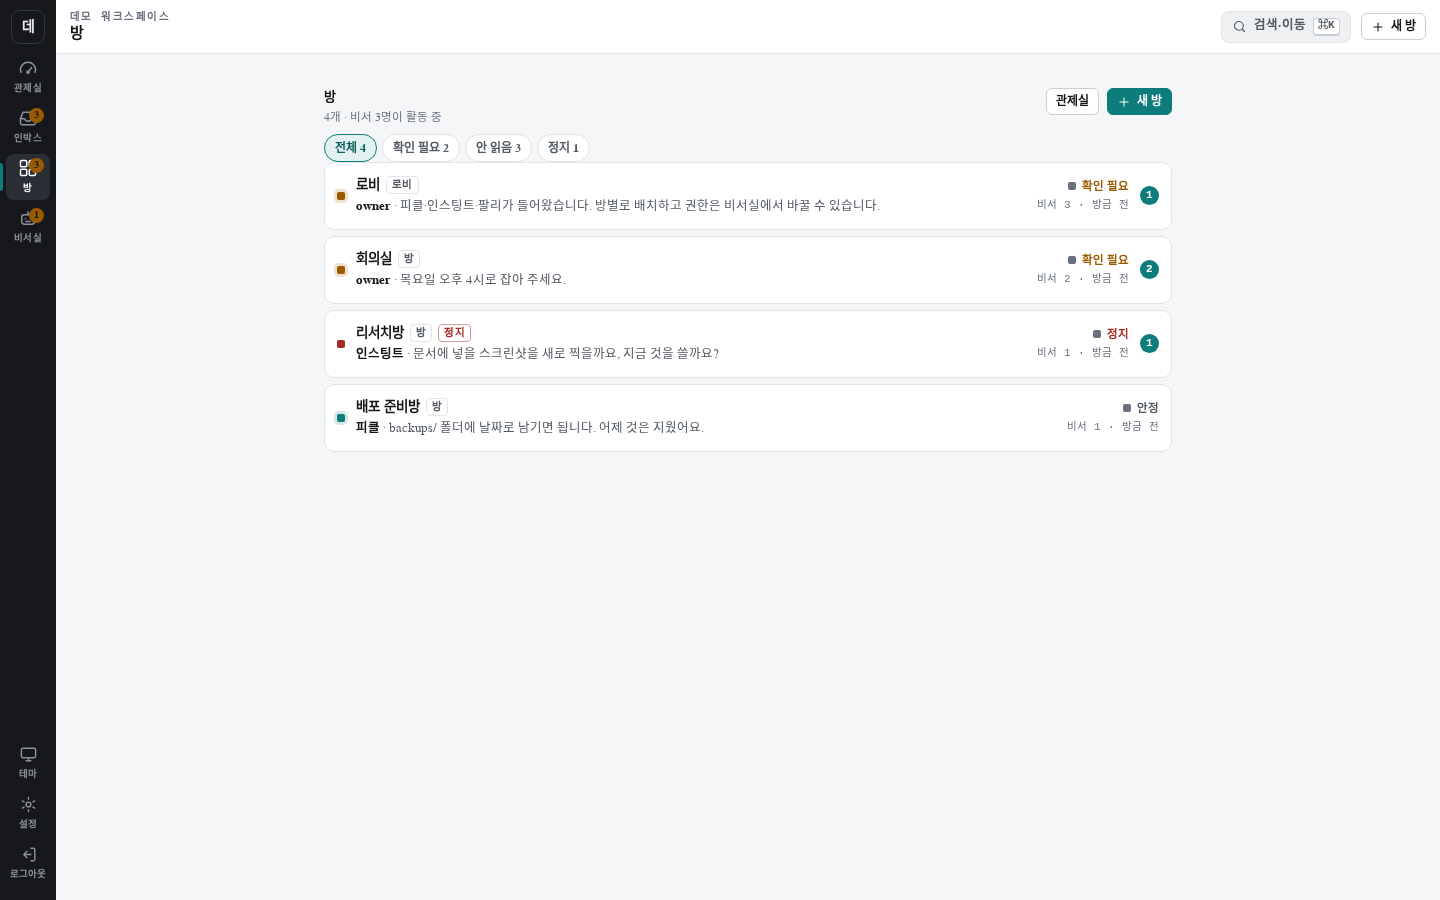 데
데모 워크스페이스
방
검색·이동 ⌘K
+ 새 방
관제실
3
인박스
3
방
1
비서실
테마
설정
로그아웃
방
4개 · 비서 3명이 활동 중
관제실
+ 새 방
전체 4
확인 필요 2
안 읽음 3
정지 1
로비 로비
owner · 피클·인스팅트·팔리가 들어왔습니다. 방별로 배치하고 권한은 비서실에서 바꿀 수 있습니다.
확인 필요
비서 3 · 방금 전
1
회의실 방
owner · 목요일 오후 4시로 잡아 주세요.
확인 필요
비서 2 · 방금 전
2
리서치방 방 정지
인스팅트 · 문서에 넣을 스크린샷을 새로 찍을까요, 지금 것을 쓸까요?
정지
비서 1 · 방금 전
1
배포 준비방 방
피클 · backups/ 폴더에 날짜로 남기면 됩니다. 어제 것은 지웠어요.
안정
비서 1 · 방금 전